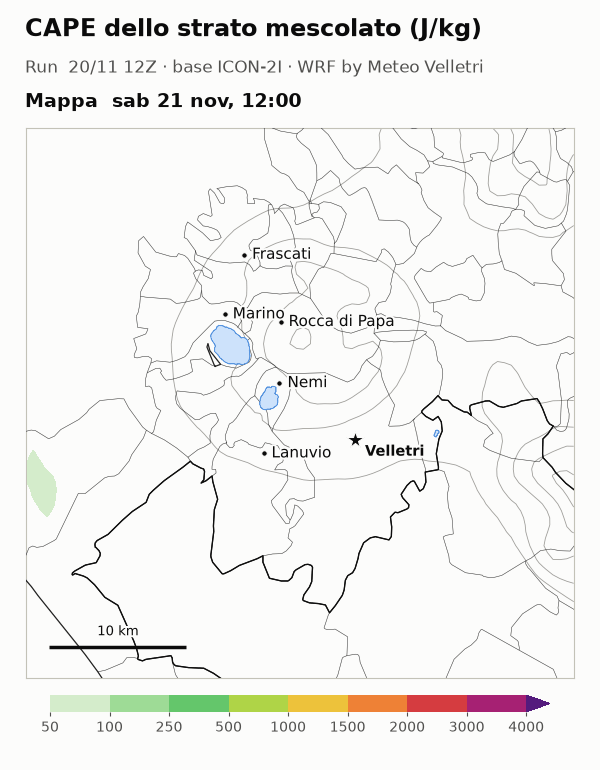 CAPE dello strato mescolato (J/kg)
Run  20/11 12Z · base ICON-2I · WRF by Meteo Velletri
Mappa  sab 21 nov, 12:00
Frascati
Marino
Rocca di Papa
Nemi
Velletri
Lanuvio
10 km
50 100 250 500 1000 1500 2000 3000 4000